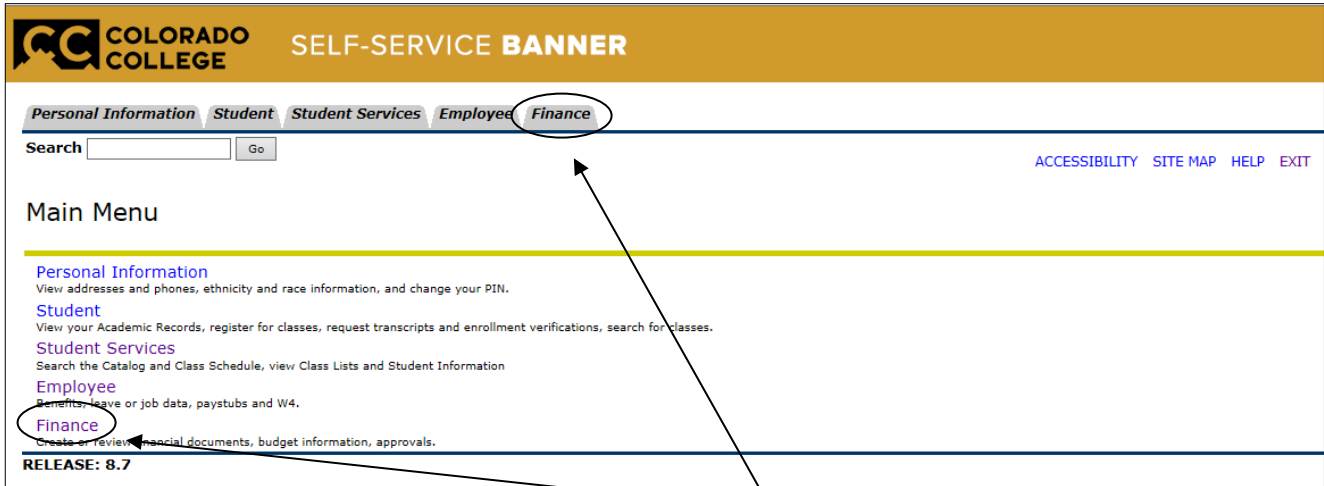 COLORADO
COLLEGE
SELF-SERVICE BANNER
Personal Information Student Student Services Employee Finance
Search Go
ACCESSIBILITY SITE MAP HELP EXIT
Main Menu
Personal Information
View addresses and phones, ethnicity and race information, and change your PIN.
Student
View your Academic Records, register for classes, request transcripts and enrollment verifications, search for classes.
Student Services
Search the Catalog and Class Schedule, view Class Lists and Student Information
Employee
Benefits, leave or job data, paystubs and W4.
Finance
Create or review financial documents, budget information, approvals.
RELEASE: 8.7